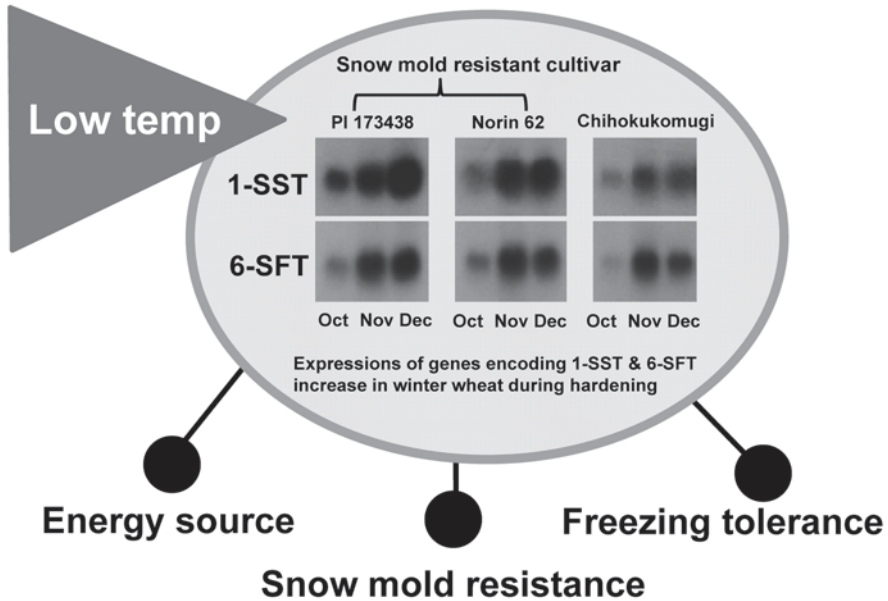 Low temp
Snow mold resistant cultivar
PI 173438 Norin 62 Chihokukomugi
1-SST
6-SFT
Oct Nov Dec Oct Nov Dec Oct Nov Dec
Expressions of genes encoding 1-SST & 6-SFT
increase in winter wheat during hardening
Energy source
Freezing tolerance
Snow mold resistance